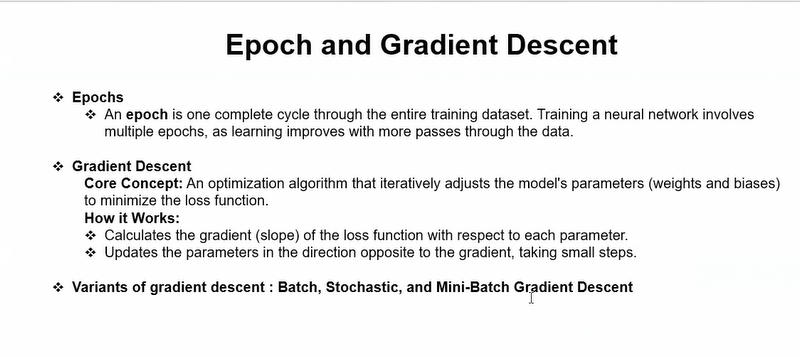 Epoch and Gradient Descent
❖ Epochs
❖ An epoch is one complete cycle through the entire training dataset. Training a neural network involves
multiple epochs, as learning improves with more passes through the data.
❖ Gradient Descent
Core Concept: An optimization algorithm that iteratively adjusts the model's parameters (weights and biases)
to minimize the loss function.
How it Works:
❖ Calculates the gradient (slope) of the loss function with respect to each parameter.
❖ Updates the parameters in the direction opposite to the gradient, taking small steps.
❖ Variants of gradient descent : Batch, Stochastic, and Mini-Batch Gradient Descent